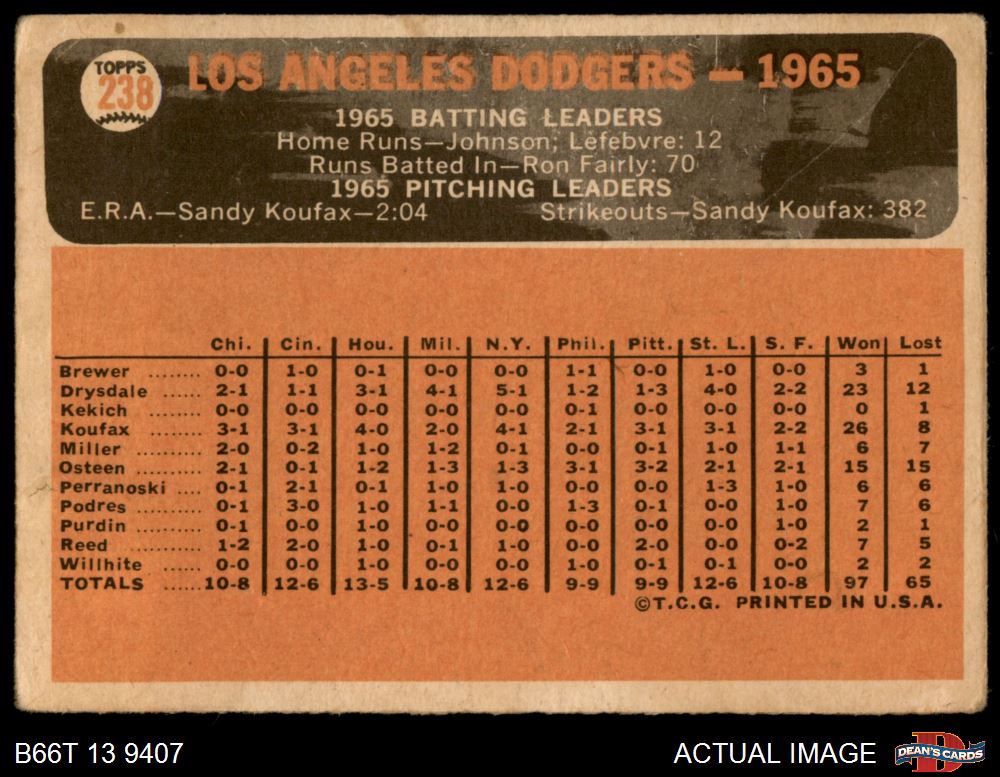 TOPPS
238
LOS ANGELES DODGERS — 1965
1965 BATTING LEADERS
Home Runs—Johnson; Lefebvre: 12
Runs Batted In—Ron Fairly: 70
1965 PITCHING LEADERS
E.R.A.—Sandy Koufax—2:04 Strikeouts—Sandy Koufax: 382
Chi. Cin. Hou. Mil. N.Y. Phil. Pitt. St. L. S. F. Won Lost
Brewer ........ 0-0 1-0 0-1 0-0 0-0 1-1 0-0 1-0 0-0 3 1
Drysdale ...... 2-1 1-1 3-1 4-1 5-1 1-2 1-3 4-0 2-2 23 12
Kekich ........ 0-0 0-0 0-0 0-0 0-0 0-1 0-0 0-0 0-0 0 1
Koufax ........ 3-1 3-1 4-0 2-0 4-1 2-1 3-1 3-1 2-2 26 8
Miller ........ 2-0 0-2 1-0 1-2 0-1 0-0 0-0 1-0 1-1 6 7
Osteen ........ 2-1 0-1 1-2 1-3 1-3 3-1 3-2 2-1 2-1 15 15
Perranoski .... 0-1 2-1 0-1 1-0 1-0 0-0 0-0 1-3 1-0 6 6
Podres ........ 0-1 3-0 1-0 1-1 0-0 1-3 0-1 0-0 1-0 7 6
Purdin ........ 0-1 0-0 1-0 0-0 0-0 0-0 0-0 0-0 1-0 2 1
Reed .......... 1-2 2-0 1-0 0-1 1-0 0-0 2-0 0-0 0-2 7 5
Willhite ...... 0-0 0-0 1-0 0-0 0-0 1-0 0-1 0-1 0-0 2 2
TOTALS ...... 10-8 12-6 13-5 10-8 12-6 9-9 9-9 12-6 10-8 97 65
©T.C.G. PRINTED IN U.S.A.
B66T 13 9407 ACTUAL IMAGE DEAN'S CARDS